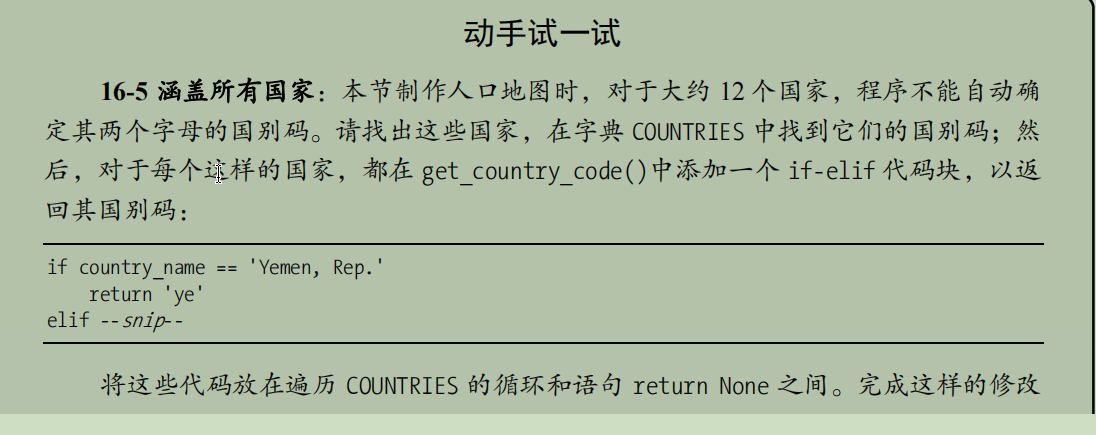 动手试一试
16-5 涵盖所有国家：本节制作人口地图时，对于大约 12 个国家，程序不能自动确
定其两个字母的国别码。请找出这些国家，在字典 COUNTRIES 中找到它们的国别码；然
后，对于每个这样的国家，都在 get_country_code()中添加一个 if-elif 代码块，以返
回其国别码：
if country_name == 'Yemen, Rep.'
    return 'ye'
elif --snip--
将这些代码放在遍历 COUNTRIES 的循环和语句 return None 之间。完成这样的修改